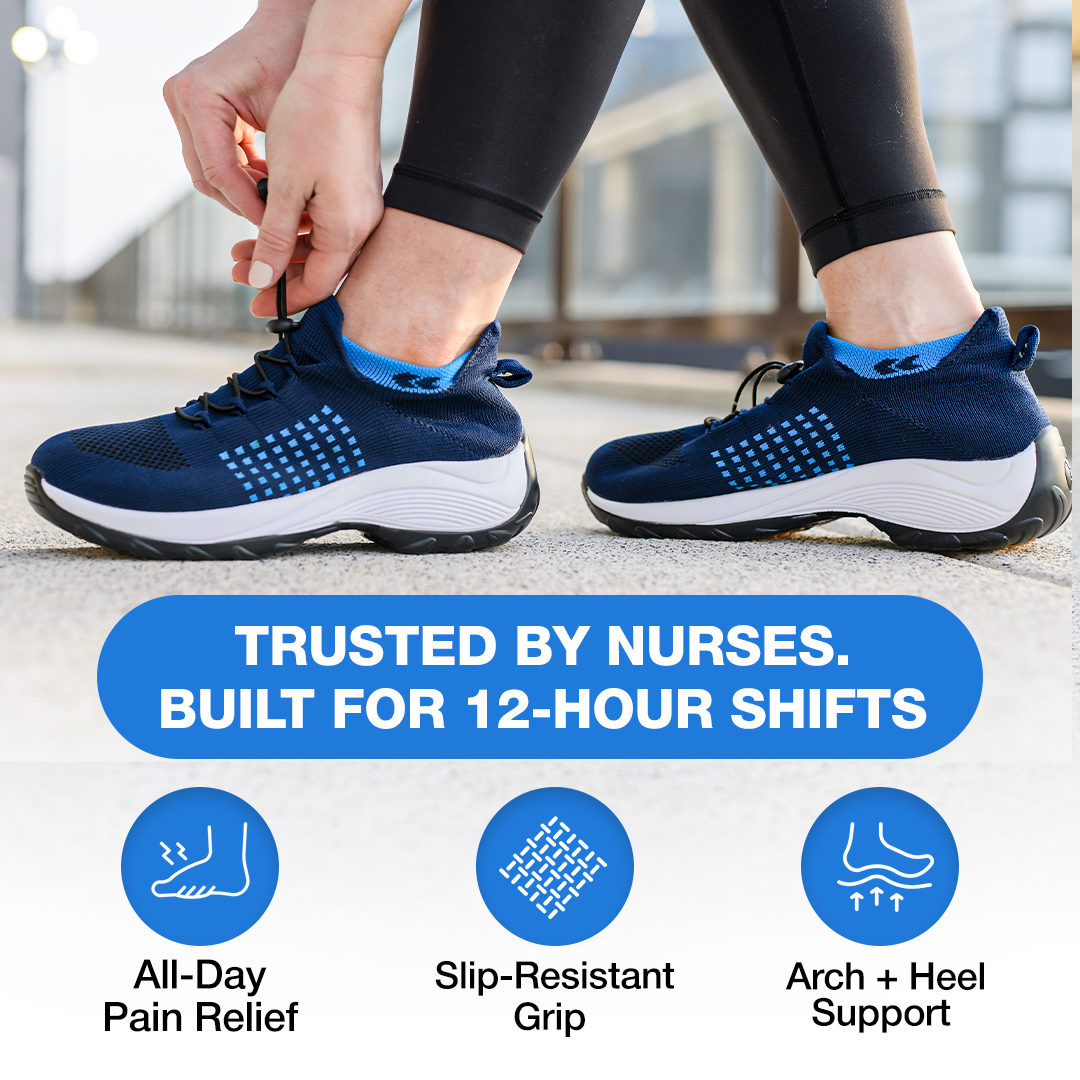 TRUSTED BY NURSES.
BUILT FOR 12-HOUR SHIFTS
All-Day
Pain Relief
Slip-Resistant
Grip
Arch + Heel
Support